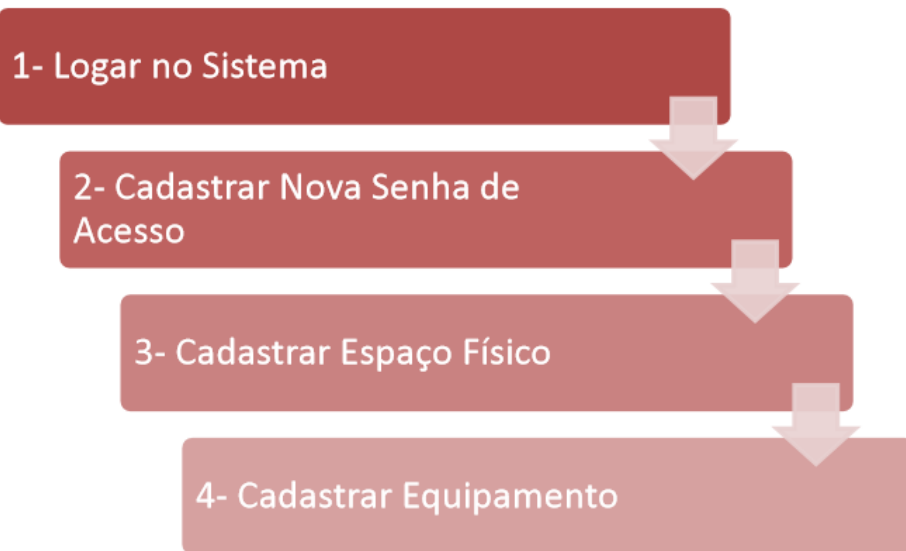 1- Logar no Sistema
2- Cadastrar Nova Senha de
Acesso
3- Cadastrar Espaço Físico
4- Cadastrar Equipamento